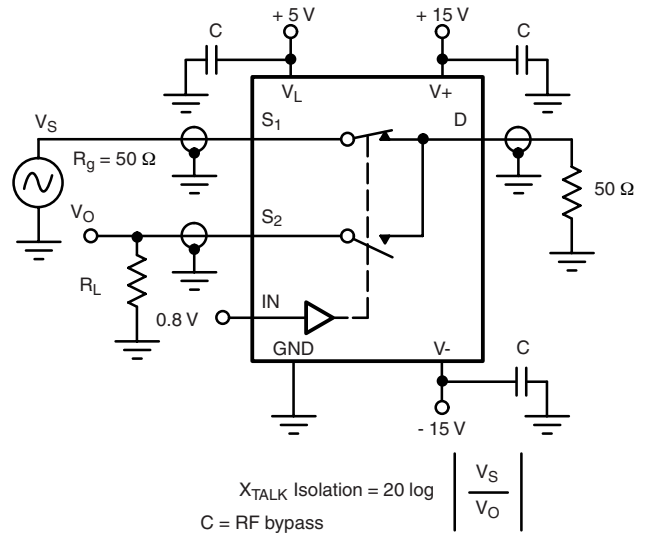 + 5 V
+ 15 V
C
C
V_L
V+
V_S
S_1
D
R_g = 50 Ω
50 Ω
V_O
S_2
R_L
IN
0.8 V
GND
V-
C
- 15 V
X_TALK Isolation = 20 log | V_S / V_O |
C = RF bypass